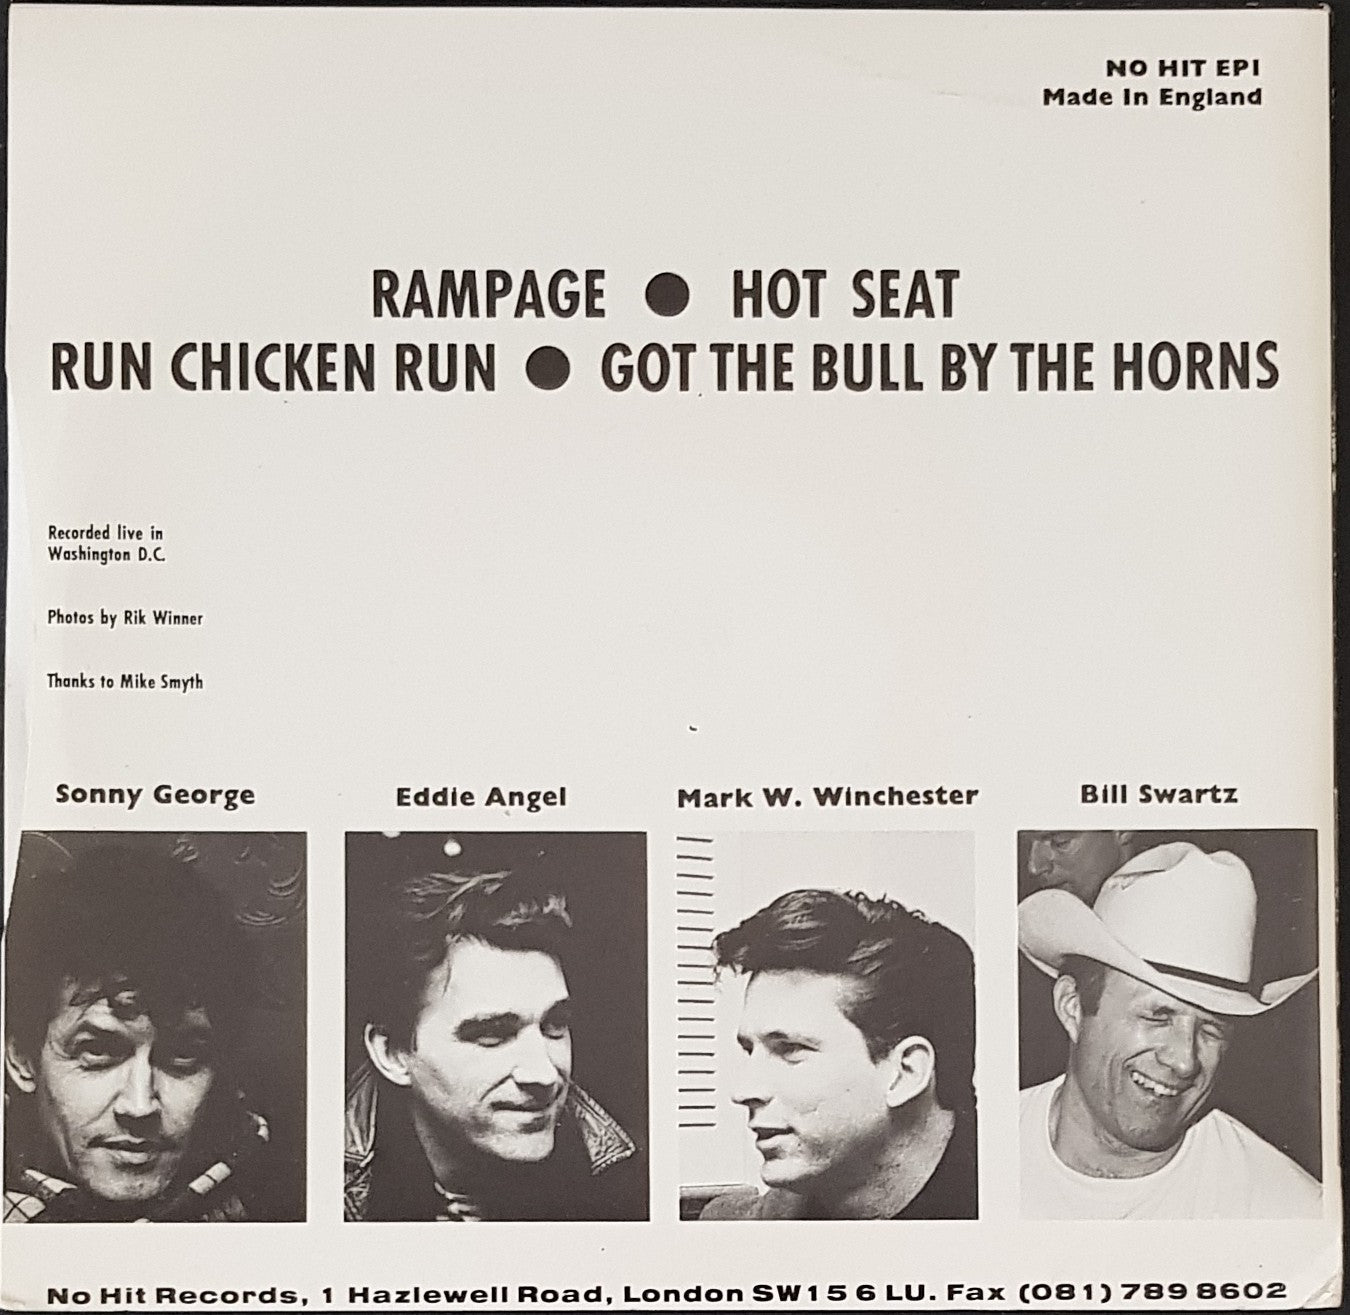 NO HIT EP1
Made In England
RAMPAGE ● HOT SEAT
RUN CHICKEN RUN ● GOT THE BULL BY THE HORNS
Recorded live in
Washington D.C.
Photos by Rik Winner
Thanks to Mike Smyth
Sonny George
Eddie Angel
Mark W. Winchester
Bill Swartz
No Hit Records, 1 Hazlewell Road, London SW15 6 LU. Fax (081) 789 8602